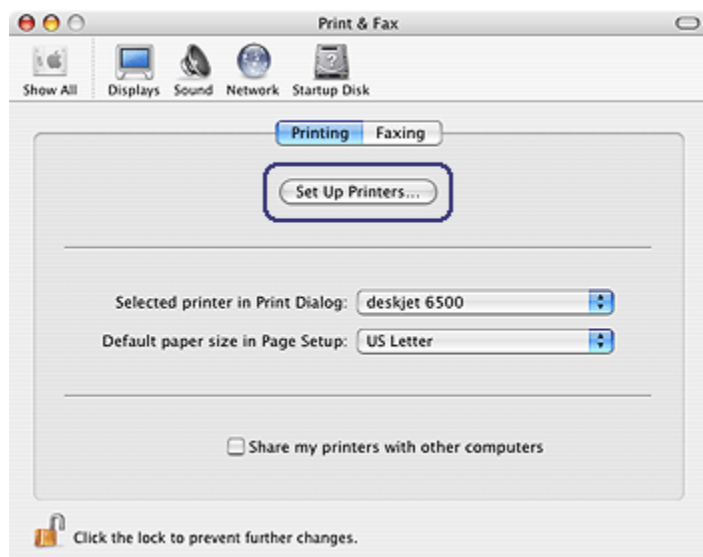 Print & Fax
Show All Displays Sound Network Startup Disk
Printing Faxing
Set Up Printers...
Selected printer in Print Dialog: deskjet 6500
Default paper size in Page Setup: US Letter
Share my printers with other computers
Click the lock to prevent further changes.